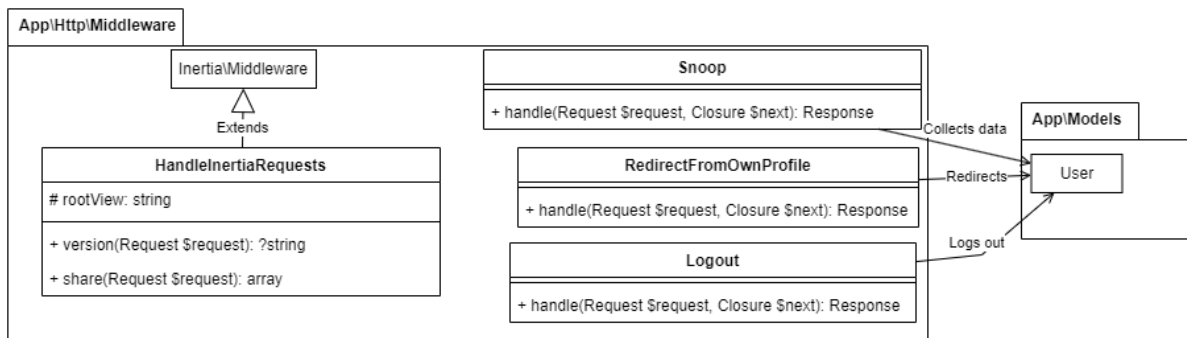 App\Http\Middleware
Inertia\Middleware
Extends
HandleInertiaRequests
# rootView: string
+ version(Request $request): ?string
+ share(Request $request): array
Snoop
+ handle(Request $request, Closure $next): Response
RedirectFromOwnProfile
+ handle(Request $request, Closure $next): Response
Logout
+ handle(Request $request, Closure $next): Response
Collects data
Redirects
Logs out
App\Models
User